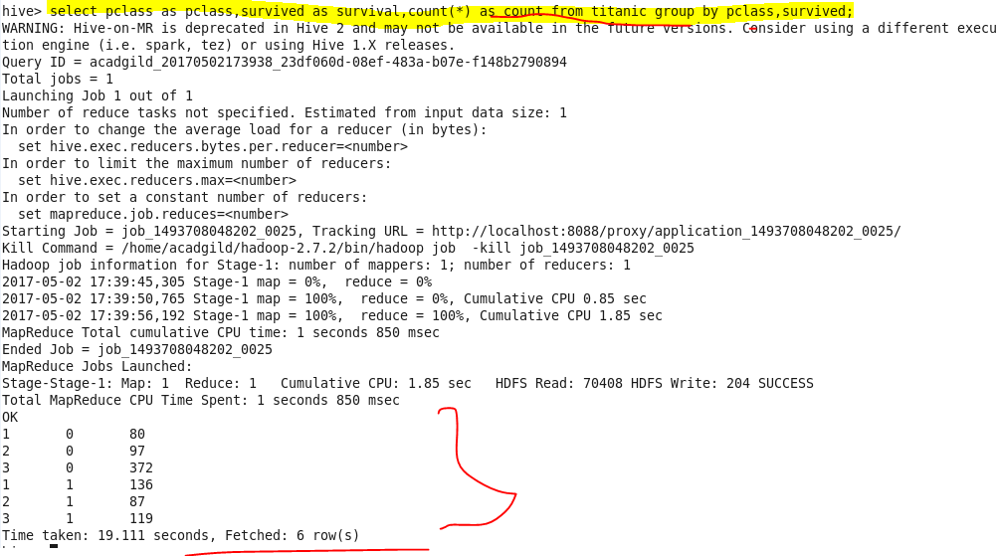 hive> select pclass as pclass,survived as survival,count(*) as count from titanic group by pclass,survived;
WARNING: Hive-on-MR is deprecated in Hive 2 and may not be available in the future versions. Consider using a different execu
tion engine (i.e. spark, tez) or using Hive 1.X releases.
Query ID = acadgild_20170502173938_23df060d-08ef-483a-b07e-f148b2790894
Total jobs = 1
Launching Job 1 out of 1
Number of reduce tasks not specified. Estimated from input data size: 1
In order to change the average load for a reducer (in bytes):
  set hive.exec.reducers.bytes.per.reducer=<number>
In order to limit the maximum number of reducers:
  set hive.exec.reducers.max=<number>
In order to set a constant number of reducers:
  set mapreduce.job.reduces=<number>
Starting Job = job_1493708048202_0025, Tracking URL = http://localhost:8088/proxy/application_1493708048202_0025/
Kill Command = /home/acadgild/hadoop-2.7.2/bin/hadoop job  -kill job_1493708048202_0025
Hadoop job information for Stage-1: number of mappers: 1; number of reducers: 1
2017-05-02 17:39:45,305 Stage-1 map = 0%,  reduce = 0%
2017-05-02 17:39:50,765 Stage-1 map = 100%,  reduce = 0%, Cumulative CPU 0.85 sec
2017-05-02 17:39:56,192 Stage-1 map = 100%,  reduce = 100%, Cumulative CPU 1.85 sec
MapReduce Total cumulative CPU time: 1 seconds 850 msec
Ended Job = job_1493708048202_0025
MapReduce Jobs Launched:
Stage-Stage-1: Map: 1  Reduce: 1   Cumulative CPU: 1.85 sec   HDFS Read: 70408 HDFS Write: 204 SUCCESS
Total MapReduce CPU Time Spent: 1 seconds 850 msec
OK
1       0       80
2       0       97
3       0       372
1       1       136
2       1       87
3       1       119
Time taken: 19.111 seconds, Fetched: 6 row(s)